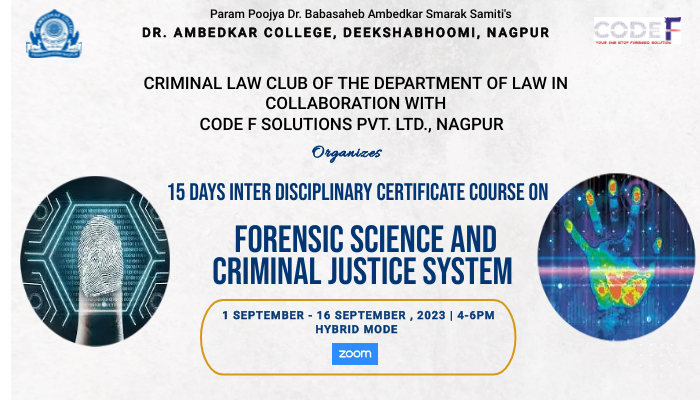 Param Poojya Dr. Babasaheb Ambedkar Smarak Samiti's
DR. AMBEDKAR COLLEGE, DEEKSHABHOOMI, NAGPUR
CODE F
YOUR ONE STOP FORENSIC SOLUTION
CRIMINAL LAW CLUB OF THE DEPARTMENT OF LAW IN
COLLABORATION WITH
CODE F SOLUTIONS PVT. LTD., NAGPUR
Organizes
15 DAYS INTER DISCIPLINARY CERTIFICATE COURSE ON
FORENSIC SCIENCE AND
CRIMINAL JUSTICE SYSTEM
1 SEPTEMBER - 16 SEPTEMBER , 2023 | 4-6PM
HYBRID MODE
zoom